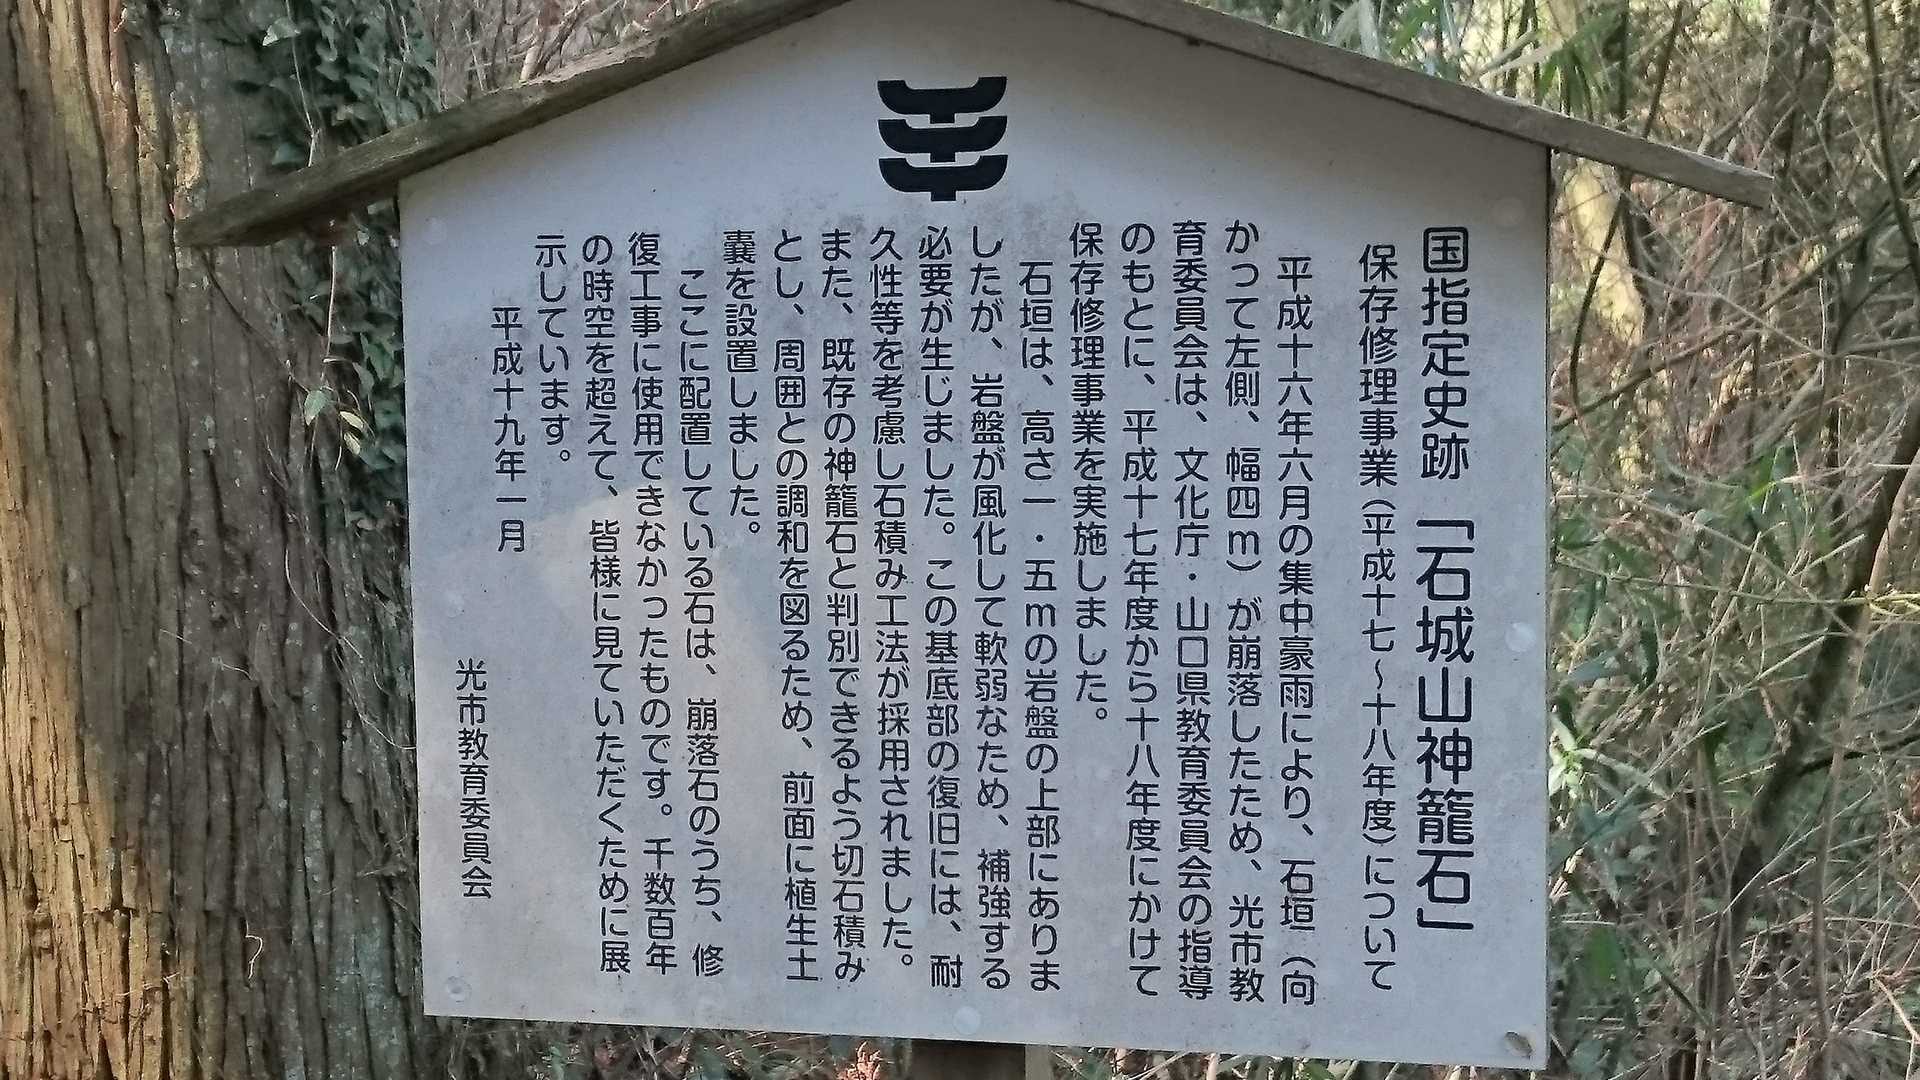 国指定史跡「石城山神籠石」
保存修理事業(平成十七～十八年度)について
平成十六年六月の集中豪雨により、石垣(向
かって左側、幅四m)が崩落したため、光市教
育委員会は、文化庁・山口県教育委員会の指導
のもとに、平成十七年度から十八年度にかけて
保存修理事業を実施しました。
石垣は、高さ一・五mの岩盤の上部にありま
したが、岩盤が風化して軟弱なため、補強する
必要が生じました。この基底部の復旧には、耐
久性等を考慮し石積み工法が採用されました。
また、既存の神籠石と判別できるよう切石積み
とし、周囲との調和を図るため、前面に植生土
嚢を設置しました。
ここに配置している石は、崩落石のうち、修
復工事に使用できなかったものです。千数百年
の時空を超えて、皆様に見ていただくために展
示しています。
平成十九年一月
光市教育委員会